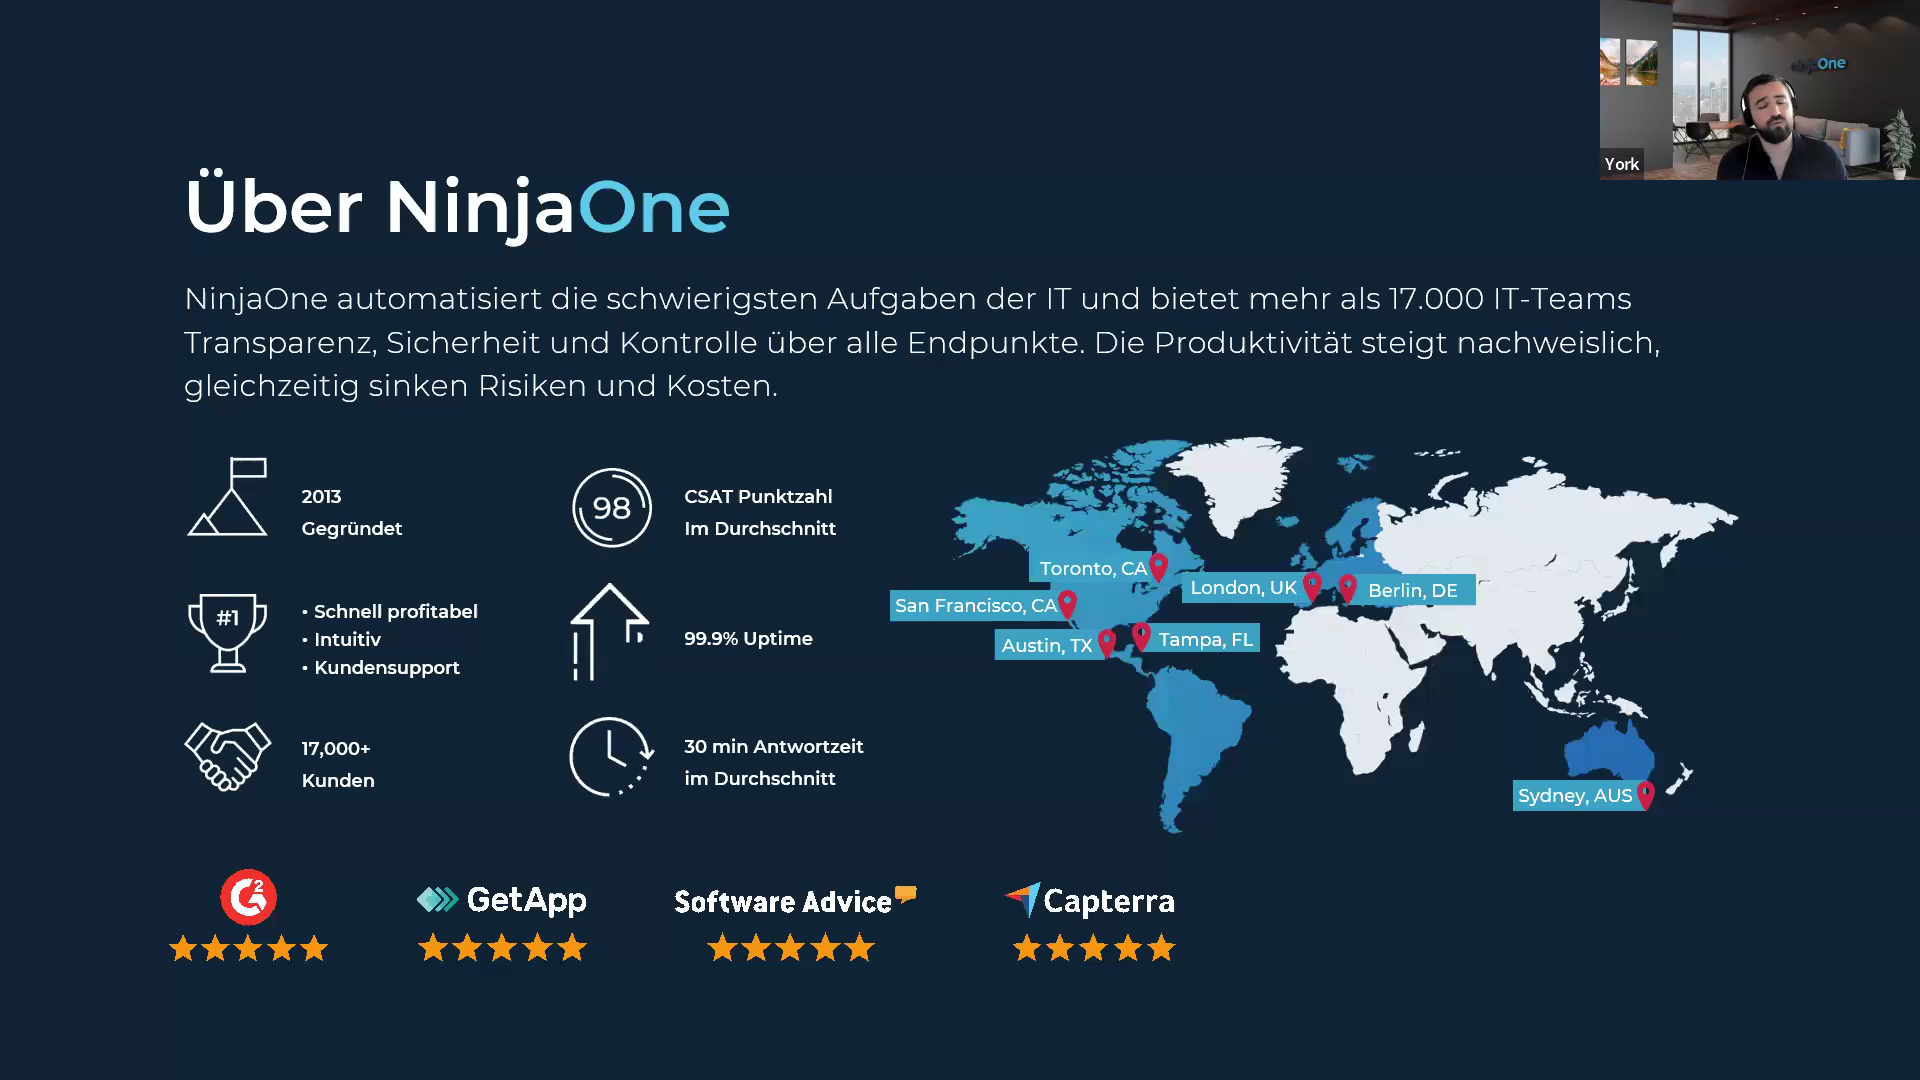 ninjaOne
York
Über NinjaOne
NinjaOne automatisiert die schwierigsten Aufgaben der IT und bietet mehr als 17.000 IT-Teams
Transparenz, Sicherheit und Kontrolle über alle Endpunkte. Die Produktivität steigt nachweislich,
gleichzeitig sinken Risiken und Kosten.
2013
Gegründet
98
CSAT Punktzahl
Im Durchschnitt
#1
• Schnell profitabel
• Intuitiv
• Kundensupport
99.9% Uptime
17,000+
Kunden
30 min Antwortzeit
im Durchschnitt
Toronto, CA
London, UK
Berlin, DE
San Francisco, CA
Austin, TX
Tampa, FL
Sydney, AUS
G2
GetApp
Software Advice
Capterra